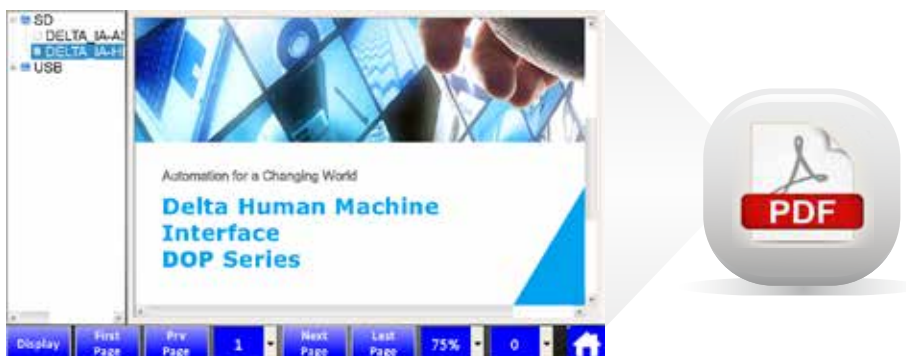 SD
DELTA_IA-AS
DELTA_IA-H
USB
Automation for a Changing World
Delta Human Machine
Interface
DOP Series
PDF
Display
First
Page
Prv
Page
1
Next
Page
Last
Page
75%
0